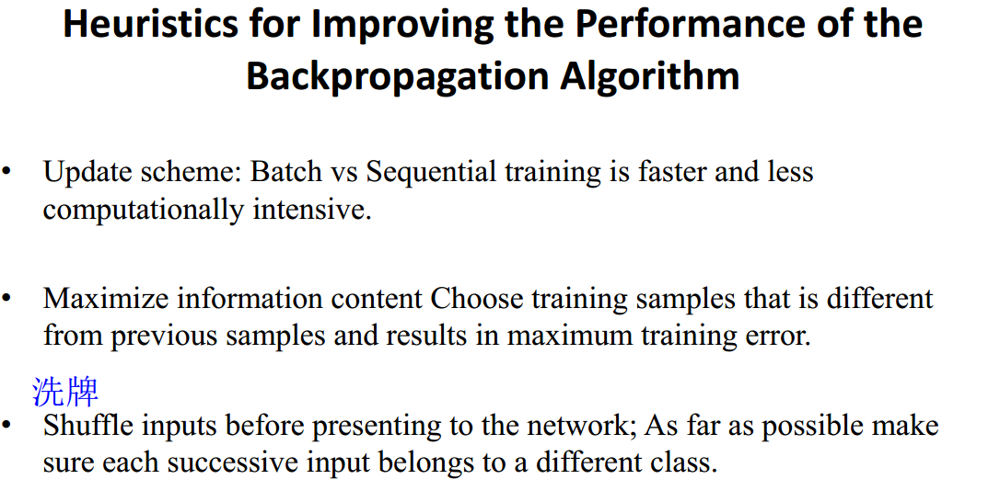 Heuristics for Improving the Performance of the
Backpropagation Algorithm
• Update scheme: Batch vs Sequential training is faster and less
computationally intensive.
• Maximize information content Choose training samples that is different
from previous samples and results in maximum training error.
洗牌
• Shuffle inputs before presenting to the network; As far as possible make
sure each successive input belongs to a different class.